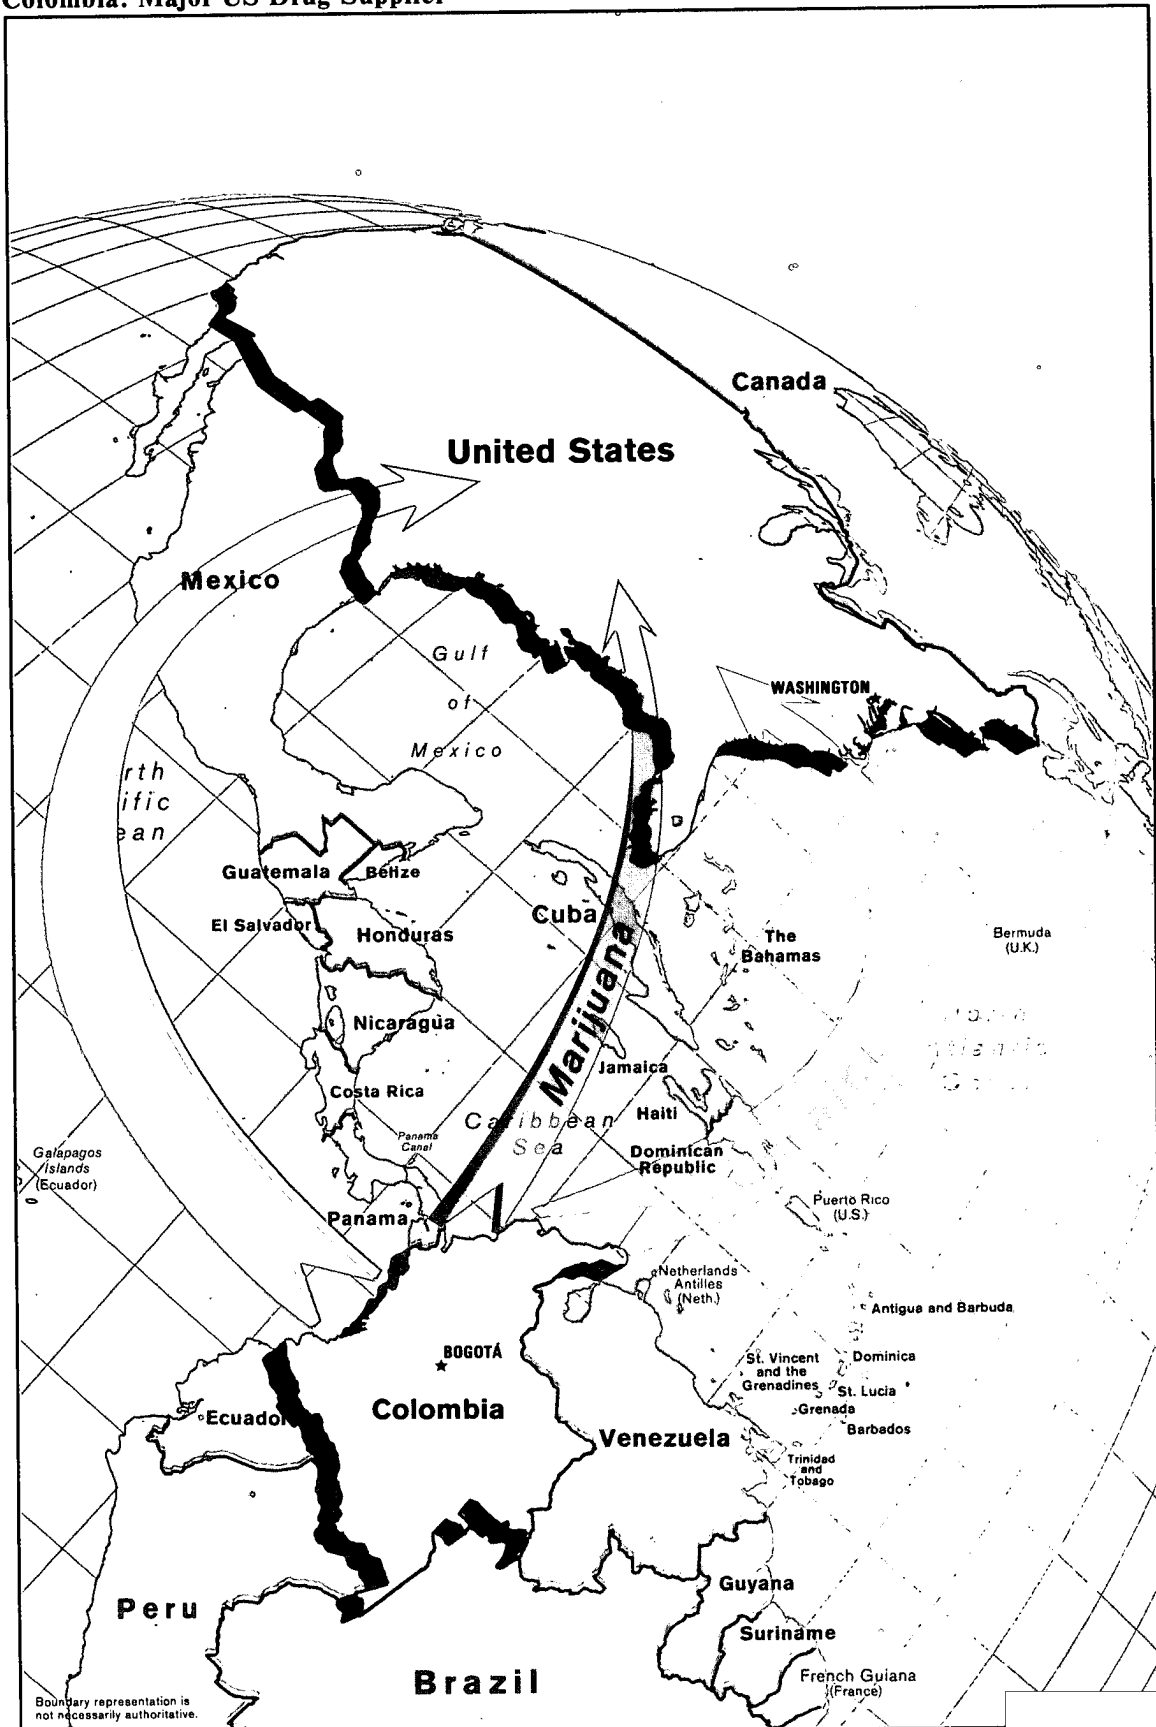 Colombia: Major US Drug Supplier
Canada
United States
Mexico
Gulf
of
Mexico
WASHINGTON
rth
ific
ean
Guatemala
Belize
El Salvador
Honduras
Cuba
The
Bahamas
Bermuda
(U.K.)
Nicaragua
Marijuana
Jamaica
Costa Rica
Haiti
Caribbean
Sea
Panama
Canal
Dominican
Republic
Galapagos
Islands
(Ecuador)
Puerto Rico
(U.S.)
Panama
Netherlands
Antilles
(Neth.)
Antigua and Barbuda
BOGOTÁ
St. Vincent
and the
Grenadines
Dominica
St. Lucia
Grenada
Barbados
Ecuador
Colombia
Venezuela
Trinidad
and
Tobago
Guyana
Peru
Suriname
Brazil
French Guiana
(France)
Boundary representation is
not necessarily authoritative.